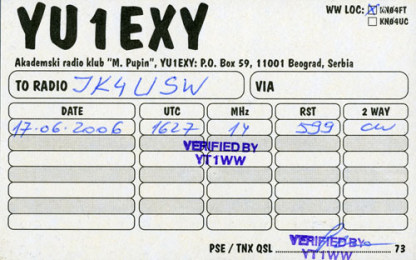 YU1EXY
WW LOC: KN04FT
KN04UC
Akademski radio klub "M. Pupin", YU1EXY: P.O. Box 59, 11001 Beograd, Serbia
TO RADIO IK4USW VIA
DATE UTC MHz RST 2 WAY
17-06-2006 1627 14 599 CW
VERIFIED BY
YT1WW
PSE / TNX QSL 73
VERIFIED BY
YT1WW